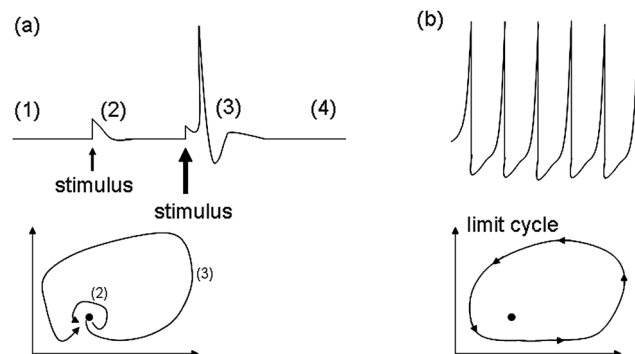 (a)
(b)
(1) (2) (3) (4)
stimulus
stimulus
limit cycle
(2) (3)